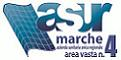 asur
marche
azienda sanitaria unica regionale
area vasta n. 4